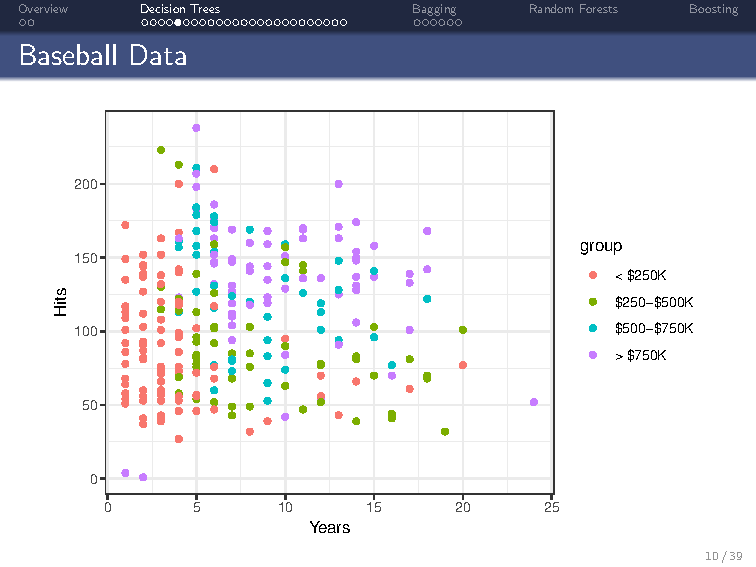 Overview Decision Trees Bagging Random Forests Boosting
Baseball Data
200
150
100
50
0
Hits
0 5 10 15 20 25
Years
group
< $250K
$250−$500K
$500−$750K
> $750K
10 / 39